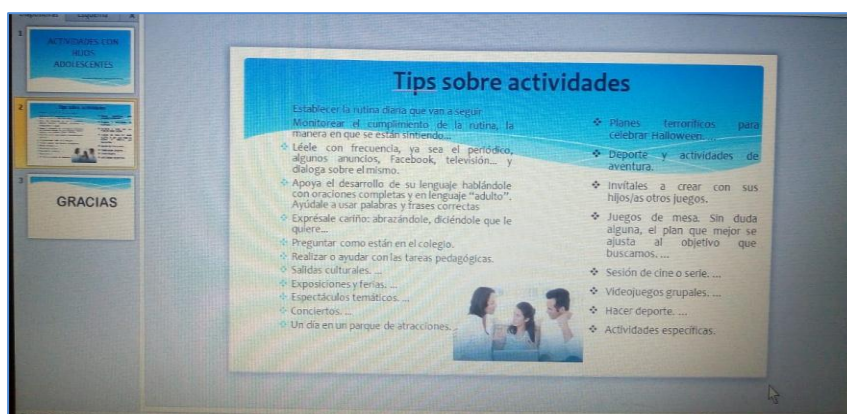 Esquema
1
ACTIVIDADES CON
HIJOS
ADOLESCENTES
2
Tips sobre actividades
3
GRACIAS
Tips sobre actividades
Establecer la rutina diaria que van a seguir
Monitorear el cumplimiento de la rutina, la
manera en que se están sintiendo...
Léele con frecuencia, ya sea el periódico,
algunos anuncios, Facebook, televisión... y
dialoga sobre el mismo.
Apoya el desarrollo de su lenguaje hablándole
con oraciones completas y en lenguaje “adulto”.
Ayúdale a usar palabras y frases correctas
Exprésale cariño: abrazándole, diciéndole que le
quiere...
Preguntar como están en el colegio.
Realizar o ayudar con las tareas pedagógicas.
Salidas culturales. ...
Exposiciones y ferias. ...
Espectáculos temáticos. ...
Conciertos. ...
Un día en un parque de atracciones.
Planes terroríficos para
celebrar Halloween. ...
Deporte y actividades de
aventura.
Invítales a crear con sus
hijos/as otros juegos.
Juegos de mesa. Sin duda
alguna, el plan que mejor se
ajusta al objetivo que
buscamos. ...
Sesión de cine o serie. ...
Videojuegos grupales. ...
Hacer deporte. ...
Actividades específicas.